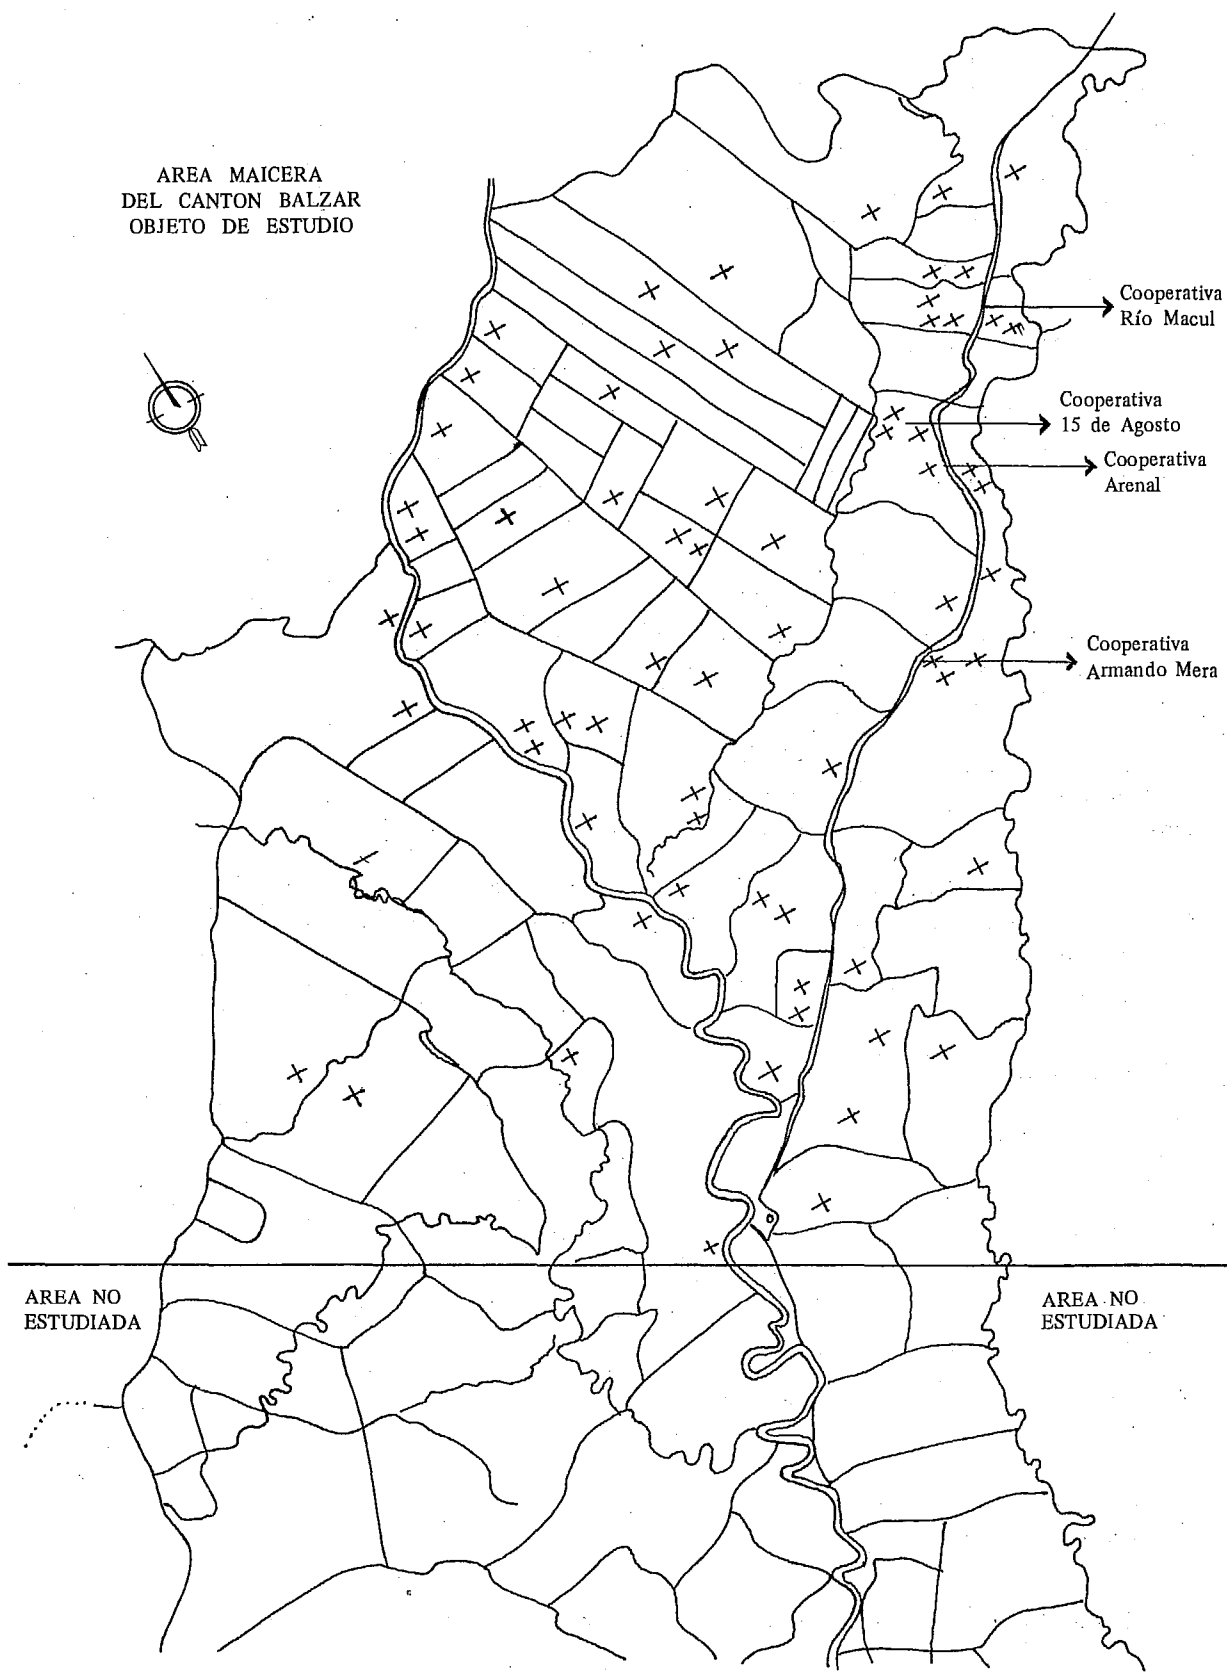 AREA MAICERA
DEL CANTON BALZAR
OBJETO DE ESTUDIO
Cooperativa
Río Macul
Cooperativa
15 de Agosto
Cooperativa
Arenal
Cooperativa
Armando Mera
AREA NO
ESTUDIADA
AREA NO
ESTUDIADA